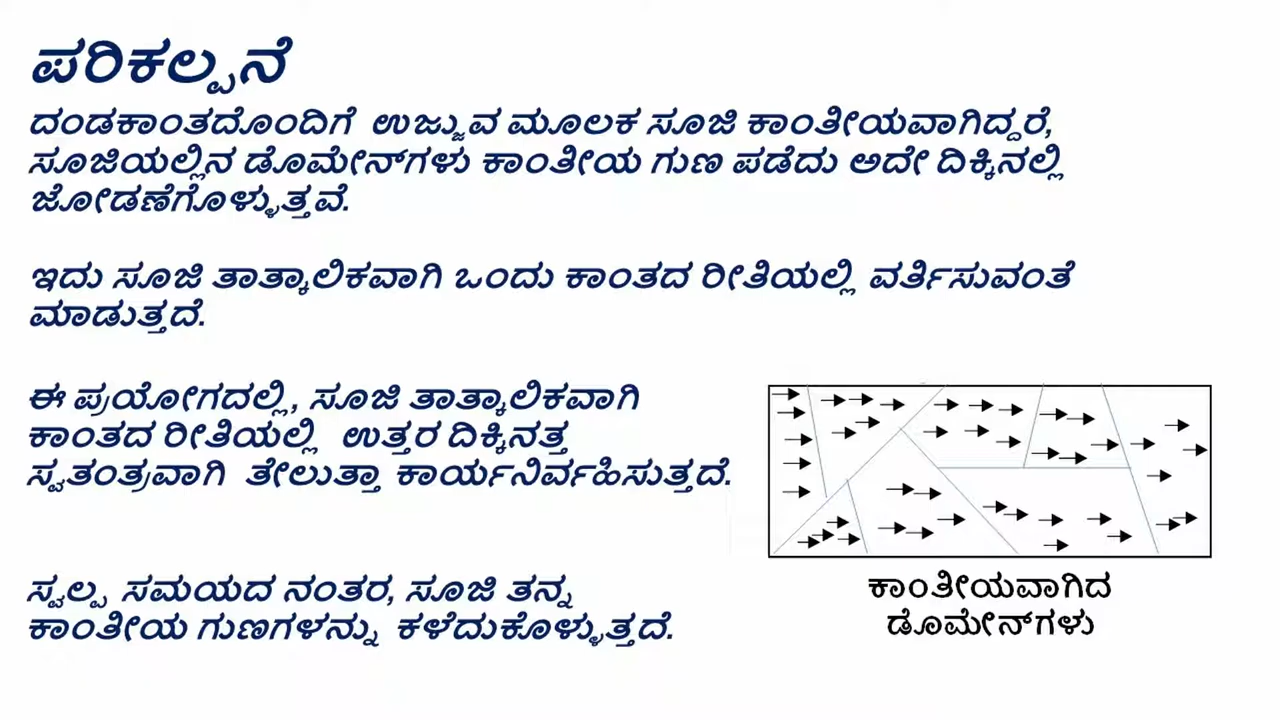 ಪರಿಕಲ್ಪನೆ
ದಂಡಕಾಂತದೊಂದಿಗೆ ಉಜ್ಜುವ ಮೂಲಕ ಸೂಜಿ ಕಾಂತೀಯವಾಗಿದ್ದರೆ,
ಸೂಜಿಯಲ್ಲಿನ ಡೊಮೇನ್‌ಗಳು ಕಾಂತೀಯ ಗುಣ ಪಡೆದು ಅದೇ ದಿಕ್ಕಿನಲ್ಲಿ
ಜೋಡಣೆಗೊಳ್ಳುತ್ತವೆ.
ಇದು ಸೂಜಿ ತಾತ್ಕಾಲಿಕವಾಗಿ ಒಂದು ಕಾಂತದ ರೀತಿಯಲ್ಲಿ ವರ್ತಿಸುವಂತೆ
ಮಾಡುತ್ತದೆ.
ಈ ಪ್ರಯೋಗದಲ್ಲಿ, ಸೂಜಿ ತಾತ್ಕಾಲಿಕವಾಗಿ
ಕಾಂತದ ರೀತಿಯಲ್ಲಿ ಉತ್ತರ ದಿಕ್ಕಿನತ್ತ
ಸ್ವತಂತ್ರವಾಗಿ ತೇಲುತ್ತಾ ಕಾರ್ಯನಿರ್ವಹಿಸುತ್ತದೆ.
ಸ್ವಲ್ಪ ಸಮಯದ ನಂತರ, ಸೂಜಿ ತನ್ನ
ಕಾಂತೀಯ ಗುಣಗಳನ್ನು ಕಳೆದುಕೊಳ್ಳುತ್ತದೆ.
ಕಾಂತೀಯವಾಗಿದ
ಡೊಮೇನ್‌ಗಳು